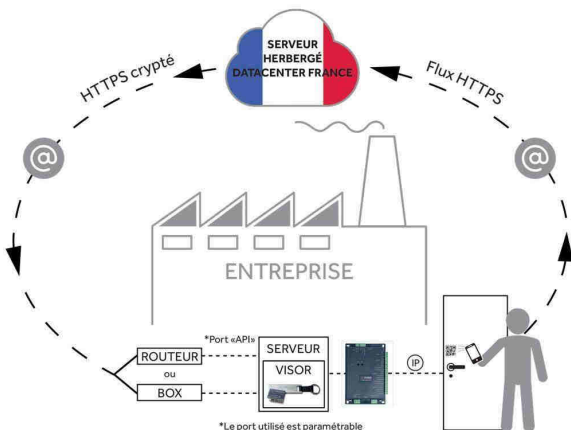 SERVEUR
HERBERGÉ
DATACENTER FRANCE
HTTPS crypté
Flux HTTPS
@
@
ENTREPRISE
*Port «API»
ROUTEUR
ou
BOX
SERVEUR
VISOR
IP
*Le port utilisé est paramétrable